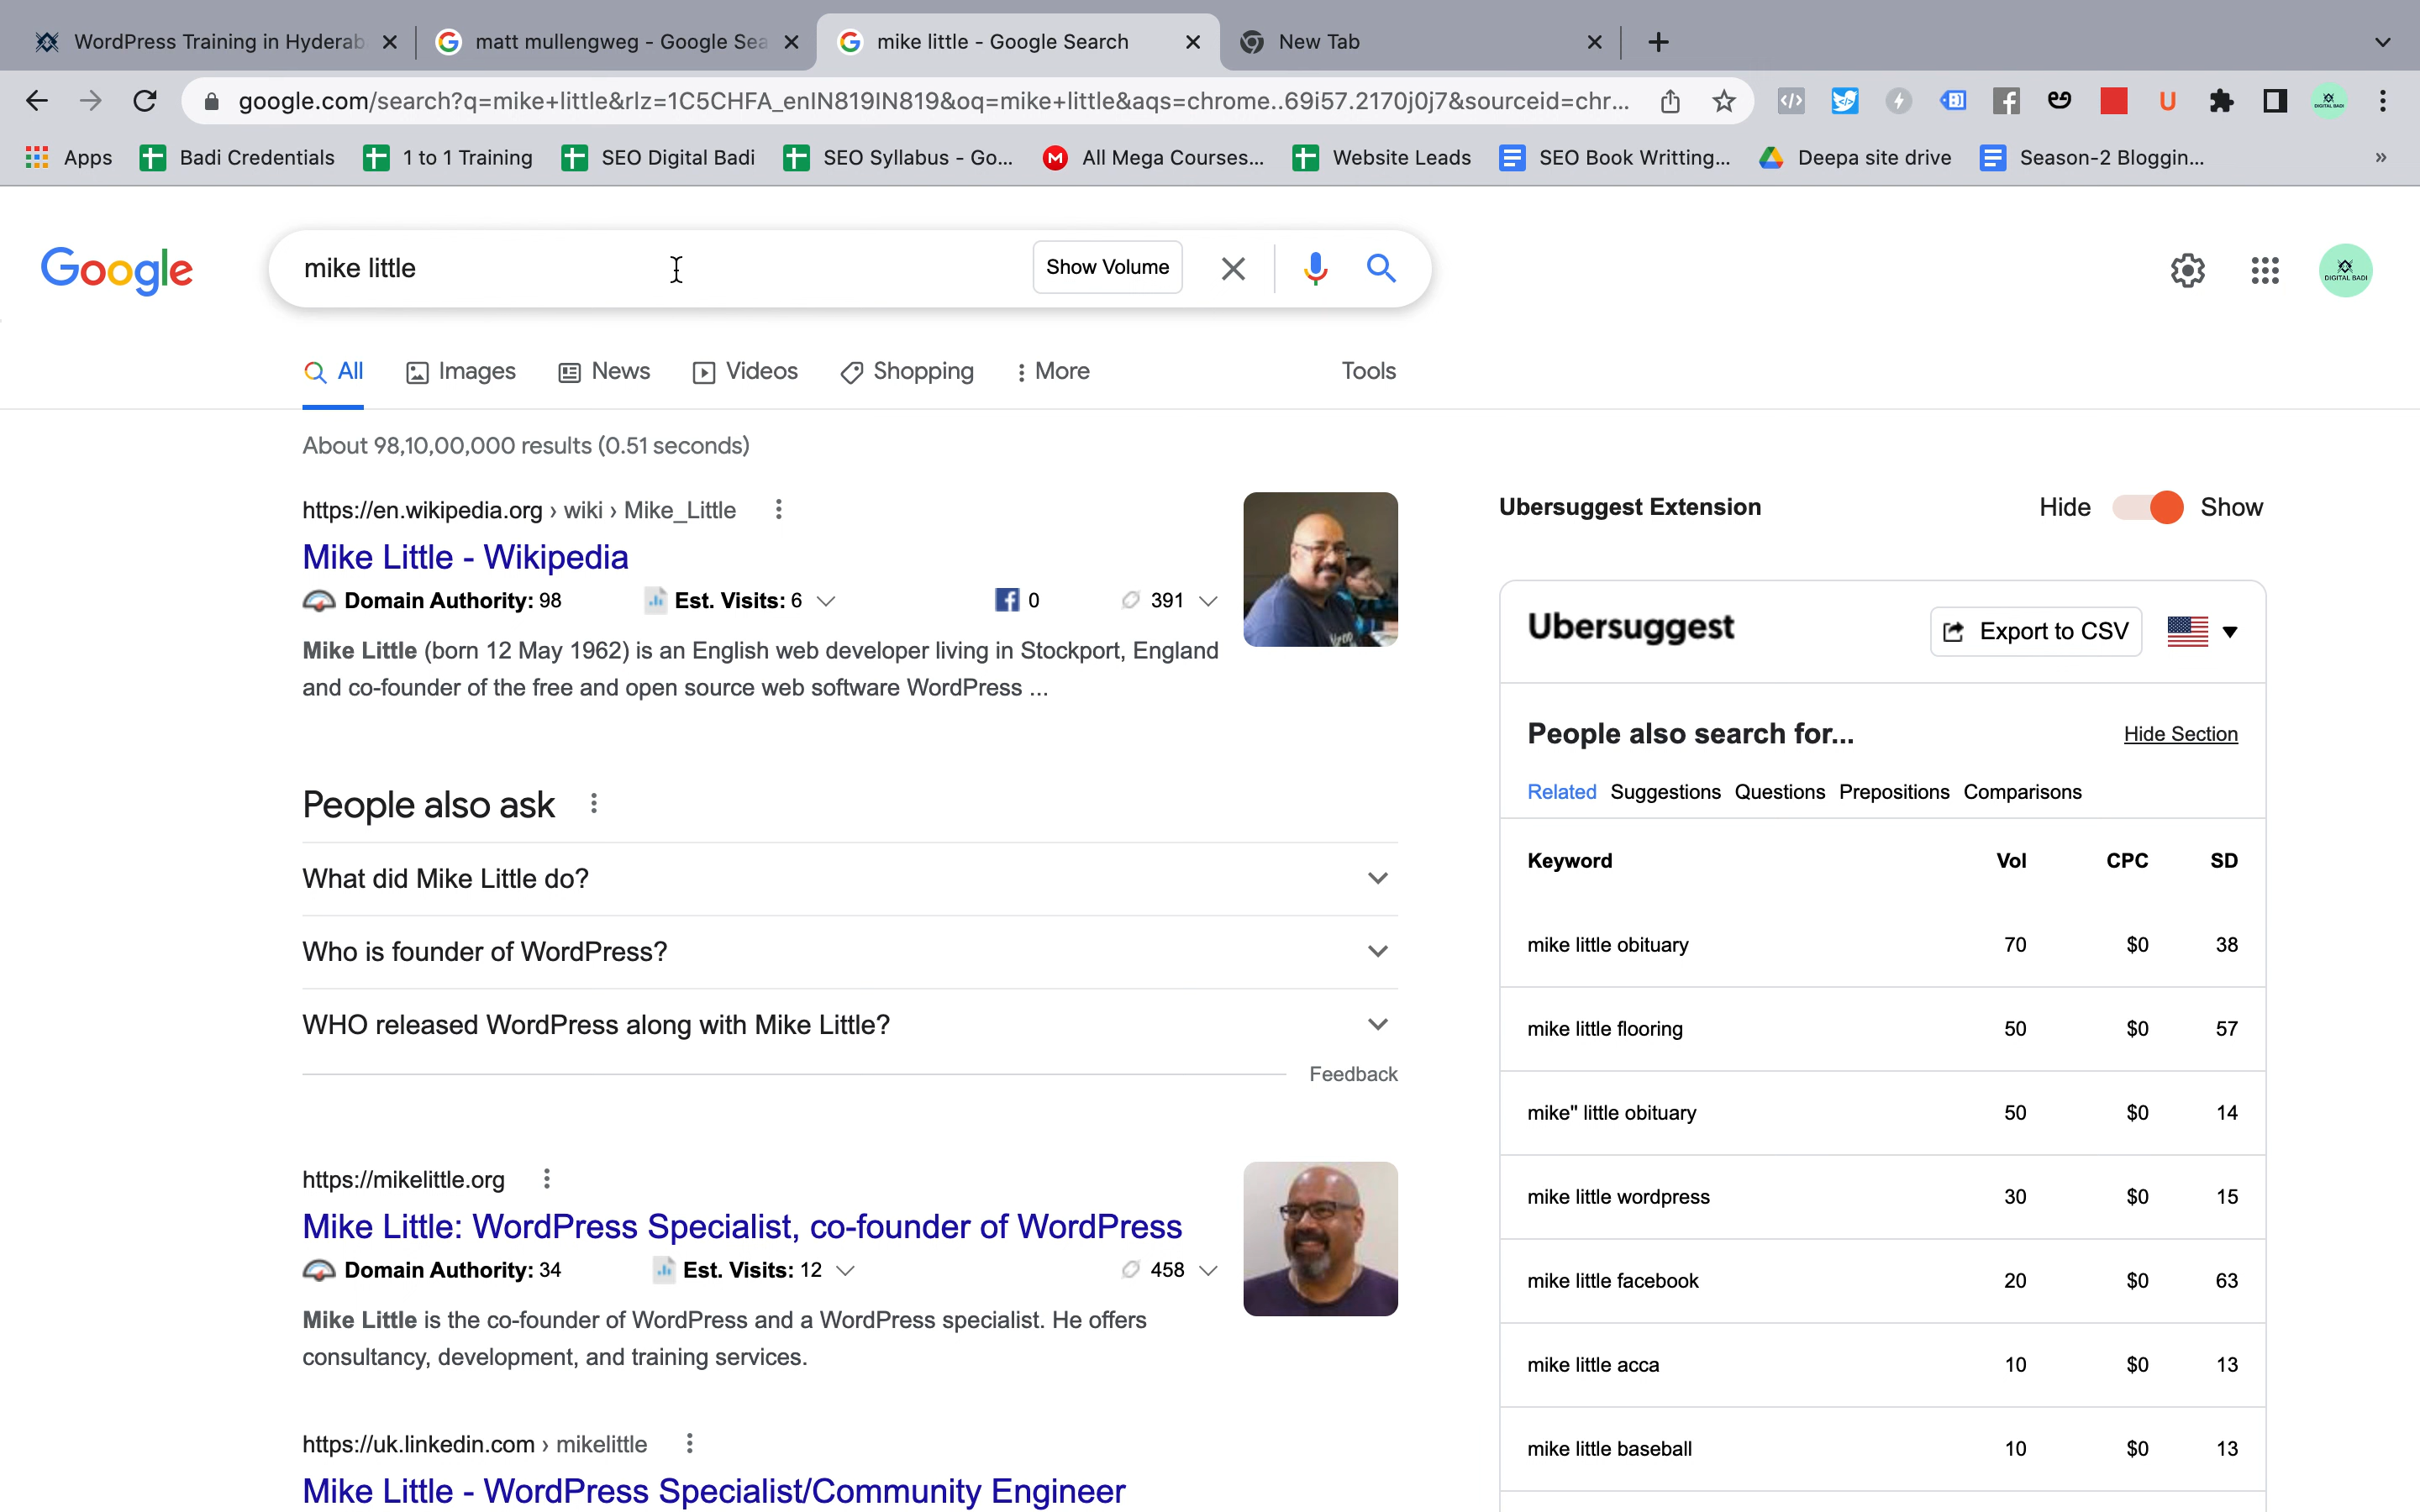 WordPress Training in Hyderab
matt mullengweg - Google Sea
mike little - Google Search
New Tab
google.com/search?q=mike+little&rlz=1C5CHFA_enIN819IN819&oq=mike+little&aqs=chrome..69i57.2170j0j7&sourceid=chr...
Apps
Badi Credentials
1 to 1 Training
SEO Digital Badi
SEO Syllabus - Go...
All Mega Courses...
Website Leads
SEO Book Writting...
Deepa site drive
Season-2 Bloggin...
»
Google
mike little
Show Volume
DIGITAL BADI
All
Images
News
Videos
Shopping
More
Tools
About 98,10,00,000 results (0.51 seconds)
https://en.wikipedia.org › wiki › Mike_Little
Mike Little - Wikipedia
Domain Authority: 98
Est. Visits: 6
0
391
Mike Little (born 12 May 1962) is an English web developer living in Stockport, England
and co-founder of the free and open source web software WordPress ...
People also ask
What did Mike Little do?
Who is founder of WordPress?
WHO released WordPress along with Mike Little?
Feedback
https://mikelittle.org
Mike Little: WordPress Specialist, co-founder of WordPress
Domain Authority: 34
Est. Visits: 12
458
Mike Little is the co-founder of WordPress and a WordPress specialist. He offers
consultancy, development, and training services.
https://uk.linkedin.com › mikelittle
Mike Little - WordPress Specialist/Community Engineer
Ubersuggest Extension
Hide
Show
Ubersuggest
Export to CSV
People also search for...
Hide Section
Related Suggestions Questions Prepositions Comparisons
Keyword Vol CPC SD
mike little obituary 70 $0 38
mike little flooring 50 $0 57
mike" little obituary 50 $0 14
mike little wordpress 30 $0 15
mike little facebook 20 $0 63
mike little acca 10 $0 13
mike little baseball 10 $0 13